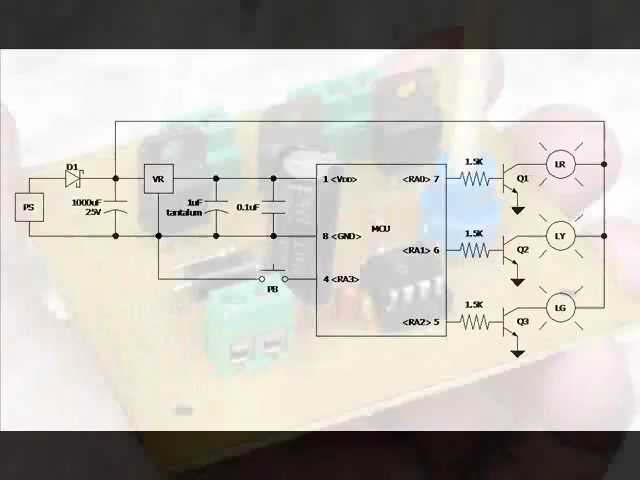 D1
PS
1000uF
25V
VR
1uF
tantalum
0.1uF
PB
1 <VDD>
8 <GND>
4 <RA3>
MCU
<RA0> 7
<RA1> 6
<RA2> 5
1.5K
Q1
LR
1.5K
Q2
LY
1.5K
Q3
LG